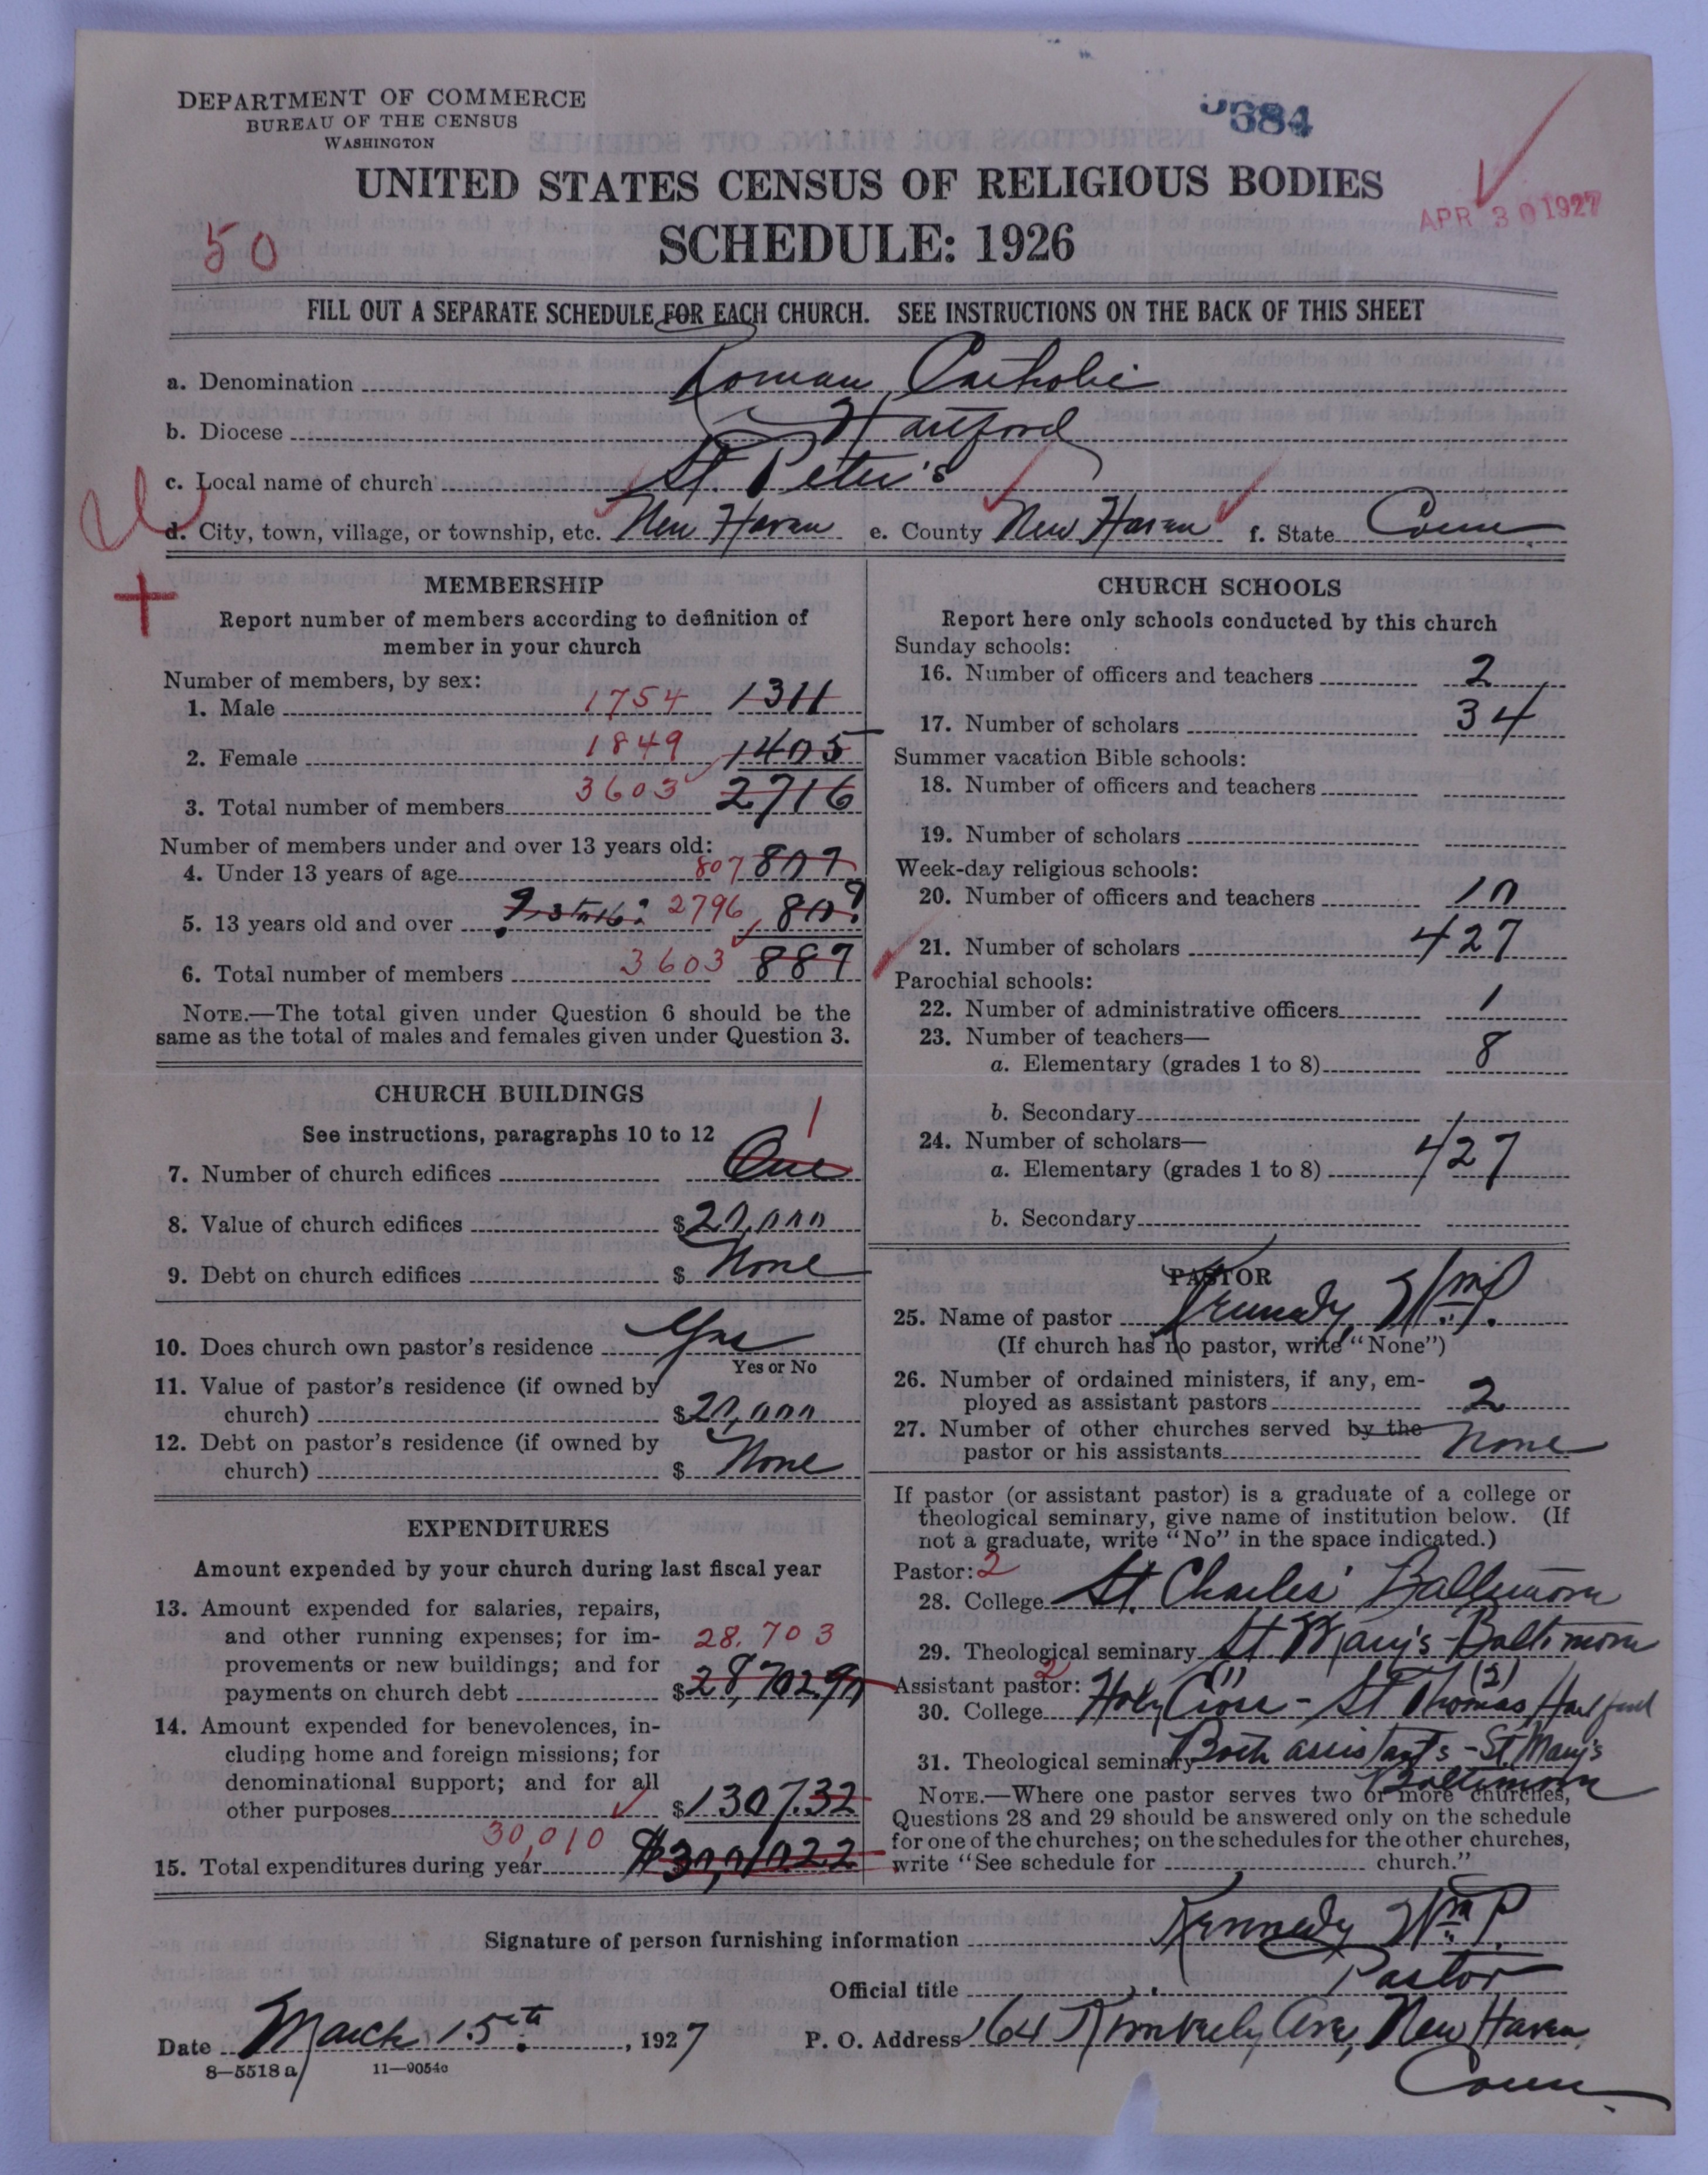 DEPARTMENT OF COMMERCE
BUREAU OF THE CENSUS
WASHINGTON
684
UNITED STATES CENSUS OF RELIGIOUS BODIES
APR 30 1927
50
SCHEDULE: 1926
FILL OUT A SEPARATE SCHEDULE FOR EACH CHURCH. SEE INSTRUCTIONS ON THE BACK OF THIS SHEET
a. Denomination Roman Catholic
b. Diocese Hartford
c. Local name of church St. Peter's
d. City, town, village, or township, etc. New Haven e. County New Haven f. State Conn.
MEMBERSHIP
Report number of members according to definition of
member in your church
Number of members, by sex:
1. Male 1754 1311
2. Female 1849 1405
3. Total number of members 3603 2716
Number of members under and over 13 years old:
4. Under 13 years of age 807 807
5. 13 years old and over 2796
6. Total number of members 3603 887
NOTE.—The total given under Question 6 should be the
same as the total of males and females given under Question 3.
CHURCH BUILDINGS
See instructions, paragraphs 10 to 12
1
7. Number of church edifices One
8. Value of church edifices $20,000
9. Debt on church edifices $ None
10. Does church own pastor's residence Yes
Yes or No
11. Value of pastor's residence (if owned by
church) $20,000
12. Debt on pastor's residence (if owned by
church) $ None
EXPENDITURES
Amount expended by your church during last fiscal year
13. Amount expended for salaries, repairs,
and other running expenses; for im-
provements or new buildings; and for
28,703
payments on church debt $28,702.90
14. Amount expended for benevolences, in-
cluding home and foreign missions; for
denominational support; and for all
other purposes $1307.32
30,010
15. Total expenditures during year $30,010.22
CHURCH SCHOOLS
Report here only schools conducted by this church
Sunday schools:
16. Number of officers and teachers 2
17. Number of scholars 34
Summer vacation Bible schools:
18. Number of officers and teachers
19. Number of scholars
Week-day religious schools:
20. Number of officers and teachers 10
21. Number of scholars 427
Parochial schools:
22. Number of administrative officers 1
23. Number of teachers—
a. Elementary (grades 1 to 8) 8
b. Secondary
24. Number of scholars—
a. Elementary (grades 1 to 8) 427
b. Secondary
PASTOR
25. Name of pastor Kennedy, Wm. P.
(If church has no pastor, write "None")
26. Number of ordained ministers, if any, em-
ployed as assistant pastors 2
27. Number of other churches served by the
pastor or his assistants none
If pastor (or assistant pastor) is a graduate of a college or
theological seminary, give name of institution below. (If
not a graduate, write "No" in the space indicated.)
Pastor: 2
28. College St. Charles' Baltimore
29. Theological seminary St Mary's - Baltimore
Assistant pastor: 2 (1) (2)
30. College Holy Cross - St Thomas Hartford
31. Theological seminary Both assistants - St. Mary's
Baltimore
NOTE.—Where one pastor serves two or more churches,
Questions 28 and 29 should be answered only on the schedule
for one of the churches; on the schedules for the other churches,
write "See schedule for church."
Signature of person furnishing information Kennedy Wm. P.
Official title Pastor
Date March 15th, 1927 P. O. Address 164 Kimberly Ave, New Haven
Conn.
8—5518 a 11—9054c